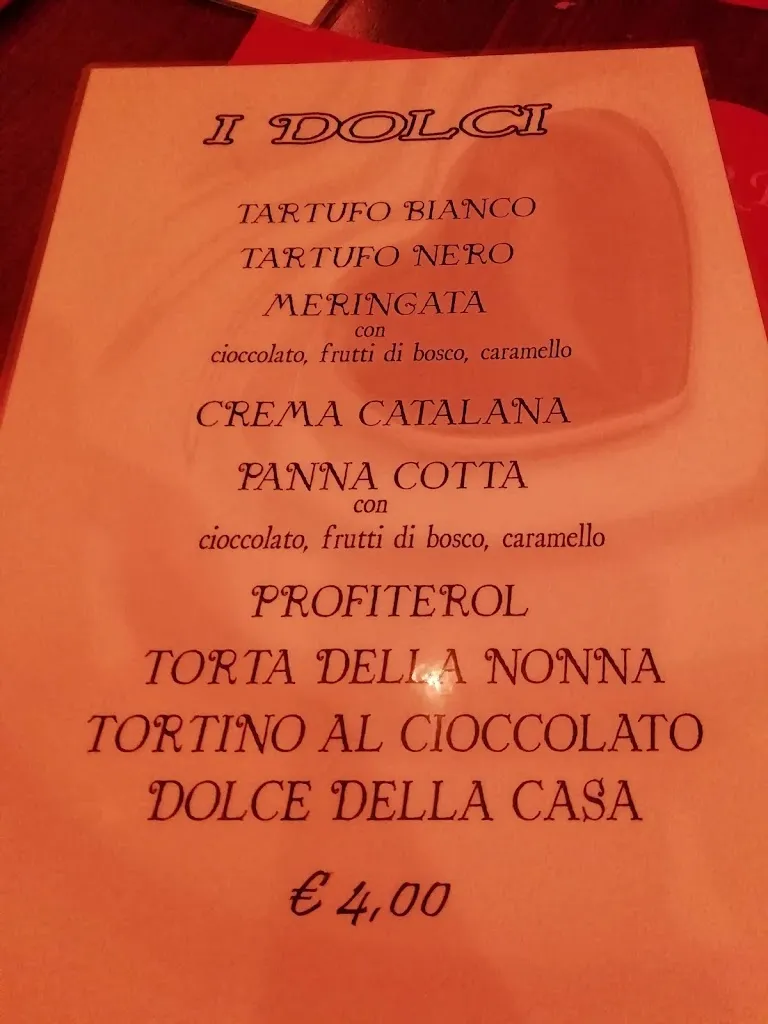 I DOLCI
TARTUFO BIANCO
TARTUFO NERO
MERINGATA
con
cioccolato, frutti di bosco, caramello
CREMA CATALANA
PANNA COTTA
con
cioccolato, frutti di bosco, caramello
PROFITEROL
TORTA DELLA NONNA
TORTINO AL CIOCCOLATO
DOLCE DELLA CASA
€ 4,00